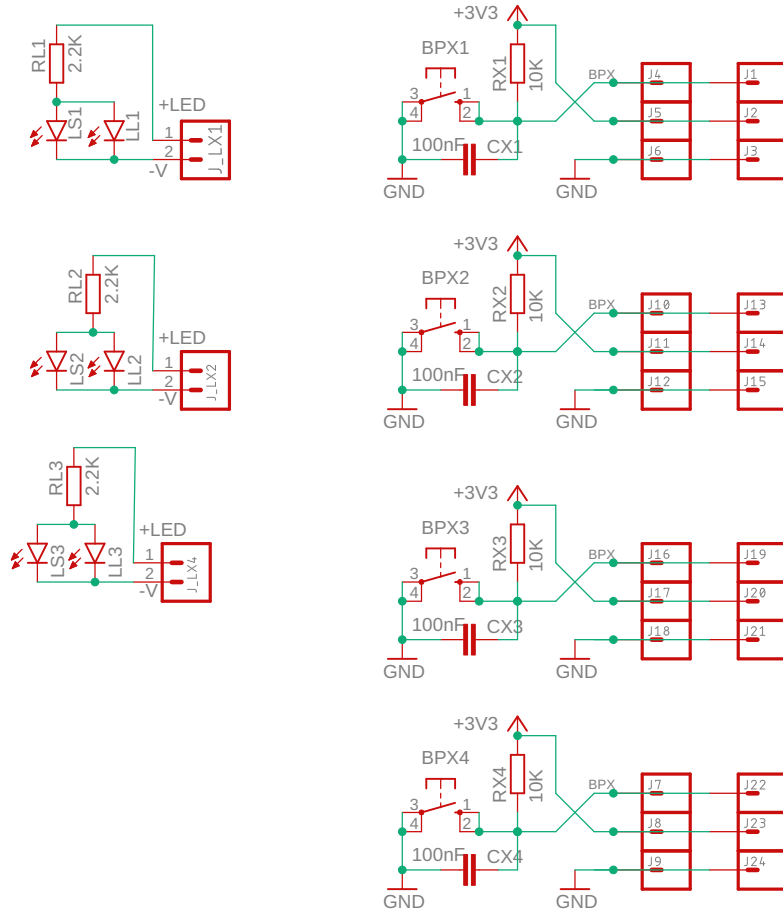 RL1
2.2K
+LED
LS1
LL1
1
2
-V
J_LX1
RL2
2.2K
+LED
LS2
LL2
1
2
-V
J_LX2
RL3
2.2K
+LED
LS3
LL3
1
2
-V
J_LX4
+3V3
BPX1
RX1
10K
3
1
4
2
100nF
CX1
GND
BPX
GND
J4
J5
J6
J1
J2
J3
+3V3
BPX2
RX2
10K
3
1
4
2
100nF
CX2
GND
BPX
GND
J10
J11
J12
J13
J14
J15
+3V3
BPX3
RX3
10K
3
1
4
2
100nF
CX3
GND
BPX
GND
J16
J17
J18
J19
J20
J21
+3V3
BPX4
RX4
10K
3
1
4
2
100nF
CX4
GND
BPX
GND
J7
J8
J9
J22
J23
J24